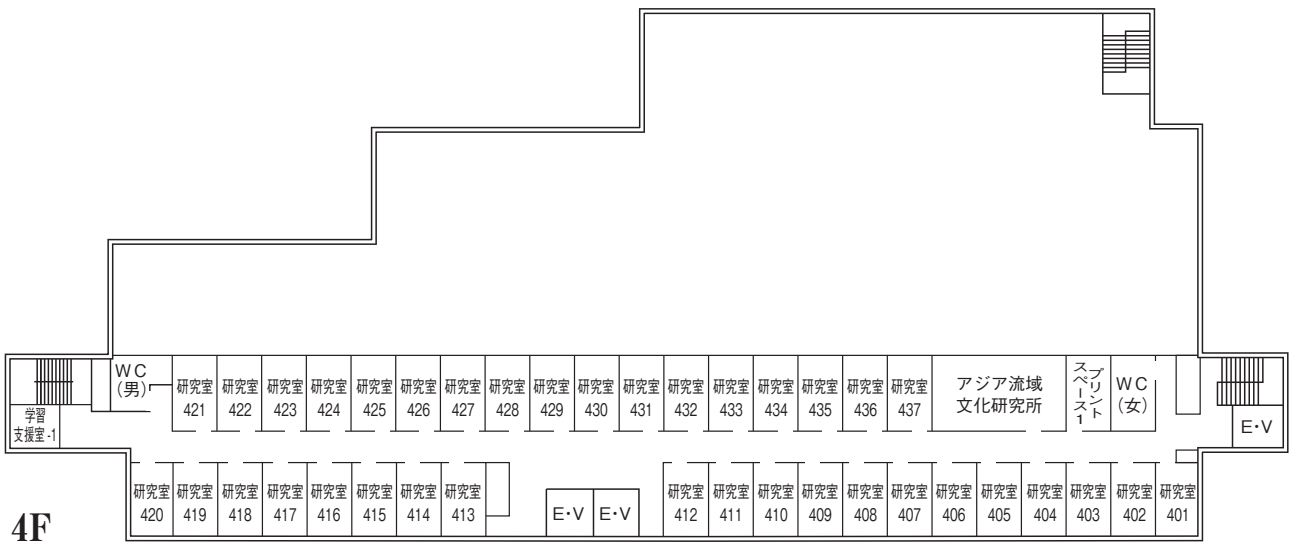 WC
(男)
研究室
421
研究室
422
研究室
423
研究室
424
研究室
425
研究室
426
研究室
427
研究室
428
研究室
429
研究室
430
研究室
431
研究室
432
研究室
433
研究室
434
研究室
435
研究室
436
研究室
437
アジア流域
文化研究所
プリント
スペース1
WC
(女)
学習
支援室-1
E・V
研究室
420
研究室
419
研究室
418
研究室
417
研究室
416
研究室
415
研究室
414
研究室
413
E・V
E・V
研究室
412
研究室
411
研究室
410
研究室
409
研究室
408
研究室
407
研究室
406
研究室
405
研究室
404
研究室
403
研究室
402
研究室
401
4F